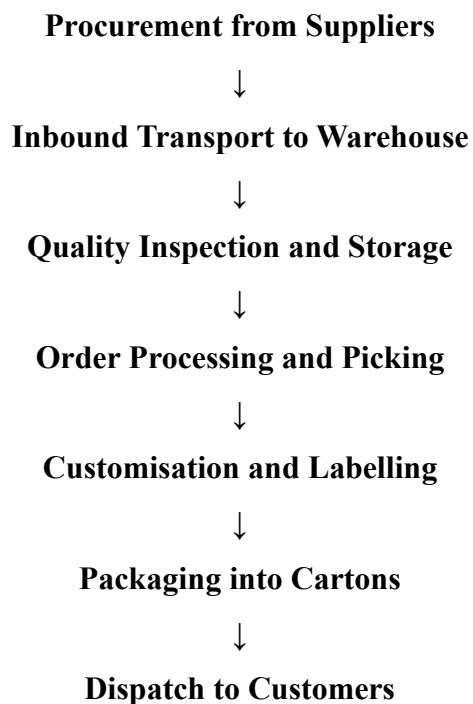 Procurement from Suppliers
↓
Inbound Transport to Warehouse
↓
Quality Inspection and Storage
↓
Order Processing and Picking
↓
Customisation and Labelling
↓
Packaging into Cartons
↓
Dispatch to Customers